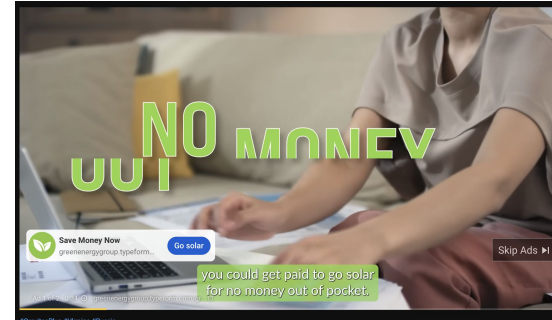 NO MONEY
OUT
Save Money Now
greenenergygroup.typeform...
Go solar
Skip Ads
you could get paid to go solar
for no money out of pocket.